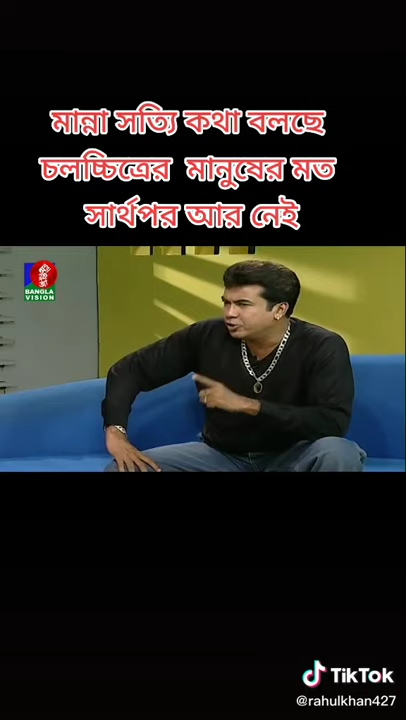 মান্না সত্যি কথা বলছে
চলচ্চিত্রের মানুষের মত
সার্থপর আর নেই
BANGLA
VISION
TikTok
@rahulkhan427